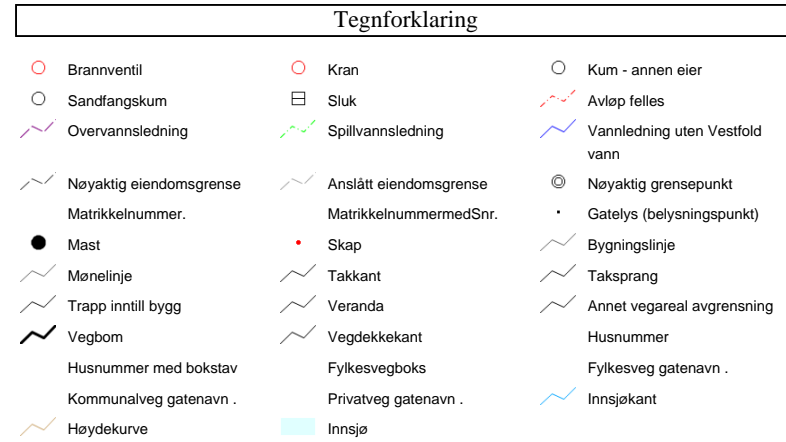 Tegnforklaring
Brannventil
Kran
Kum - annen eier
Sandfangskum
Sluk
Avløp felles
Overvannsledning
Spillvannsledning
Vannledning uten Vestfold
vann
Nøyaktig eiendomsgrense
Anslått eiendomsgrense
Nøyaktig grensepunkt
Matrikkelnummer.
MatrikkelnummermedSnr.
Gatelys (belysningspunkt)
Mast
Skap
Bygningslinje
Mønelinje
Takkant
Taksprang
Trapp inntill bygg
Veranda
Annet vegareal avgrensning
Vegbom
Vegdekkekant
Husnummer
Husnummer med bokstav
Fylkesvegboks
Fylkesveg gatenavn .
Kommunalveg gatenavn .
Privatveg gatenavn .
Innsjøkant
Høydekurve
Innsjø